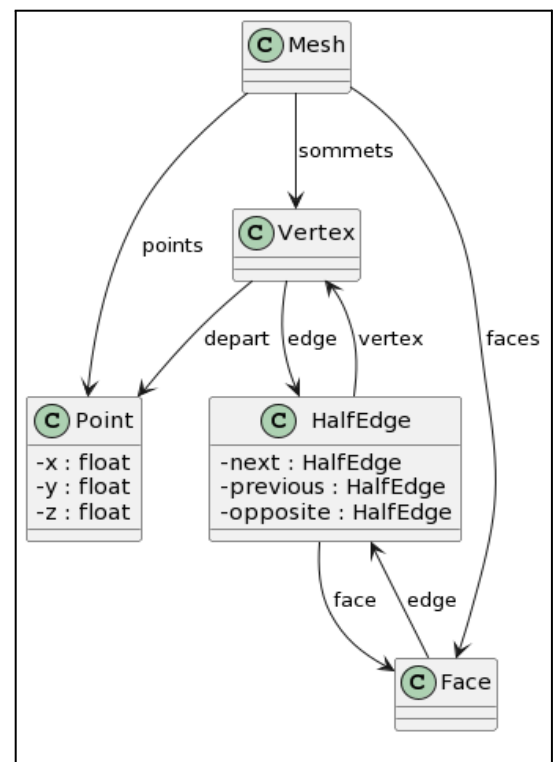 C Mesh
sommets
points
C Vertex
faces
depart
edge
vertex
C Point
-x : float
-y : float
-z : float
C HalfEdge
-next : HalfEdge
-previous : HalfEdge
-opposite : HalfEdge
face
edge
C Face